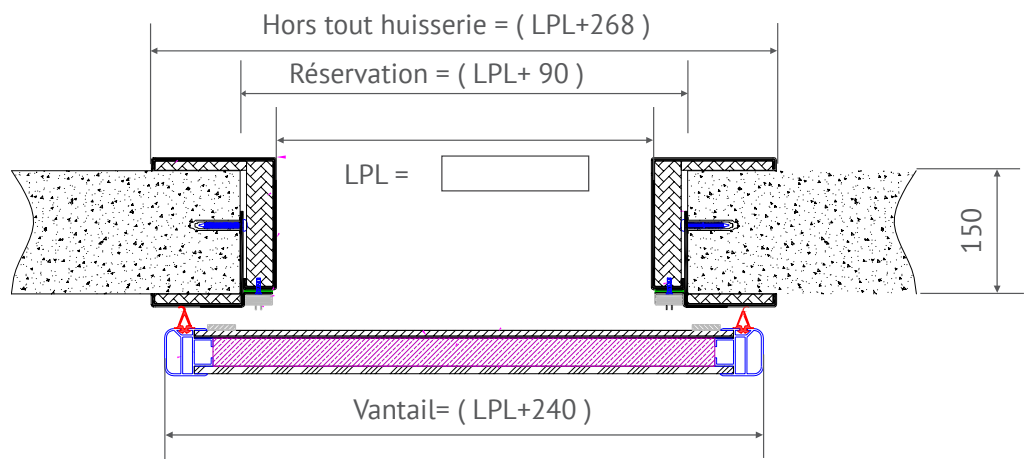 Hors tout huisserie = ( LPL+268 )
Réservation = ( LPL+ 90 )
LPL =
150
Vantail= ( LPL+240 )